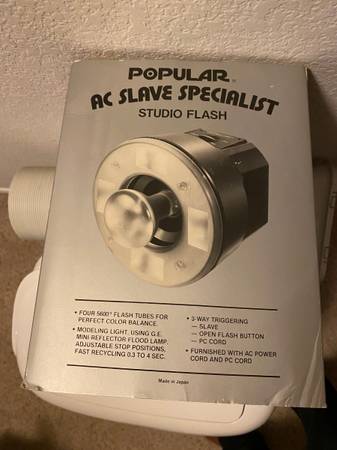 POPULAR®
AC SLAVE SPECIALIST
STUDIO FLASH
• FOUR 5600° FLASH TUBES FOR
PERFECT COLOR BALANCE.
• MODELING LIGHT. USING G.E.
MINI REFLECTOR FLOOD LAMP.
ADJUSTABLE STOP POSITIONS,
FAST RECYCLING 0.3 TO 4 SEC.
• 3-WAY TRIGGERING
— SLAVE
— OPEN FLASH BUTTON
— PC CORD
• FURNISHED WITH AC POWER
CORD AND PC CORD
Made in Japan